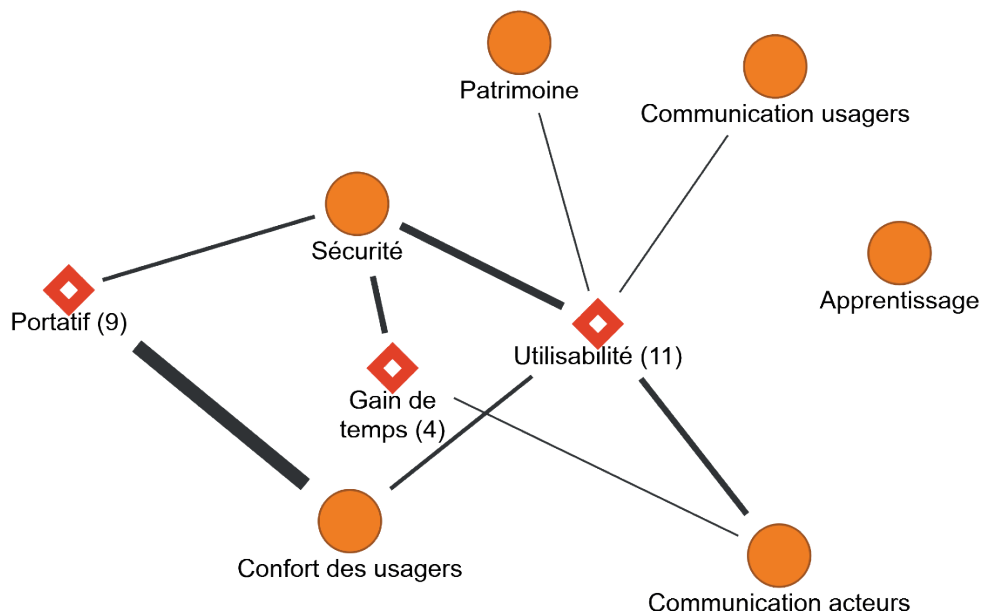 Patrimoine
Communication usagers
Sécurité
Apprentissage
Portatif (9)
Utilisabilité (11)
Gain de
temps (4)
Confort des usagers
Communication acteurs